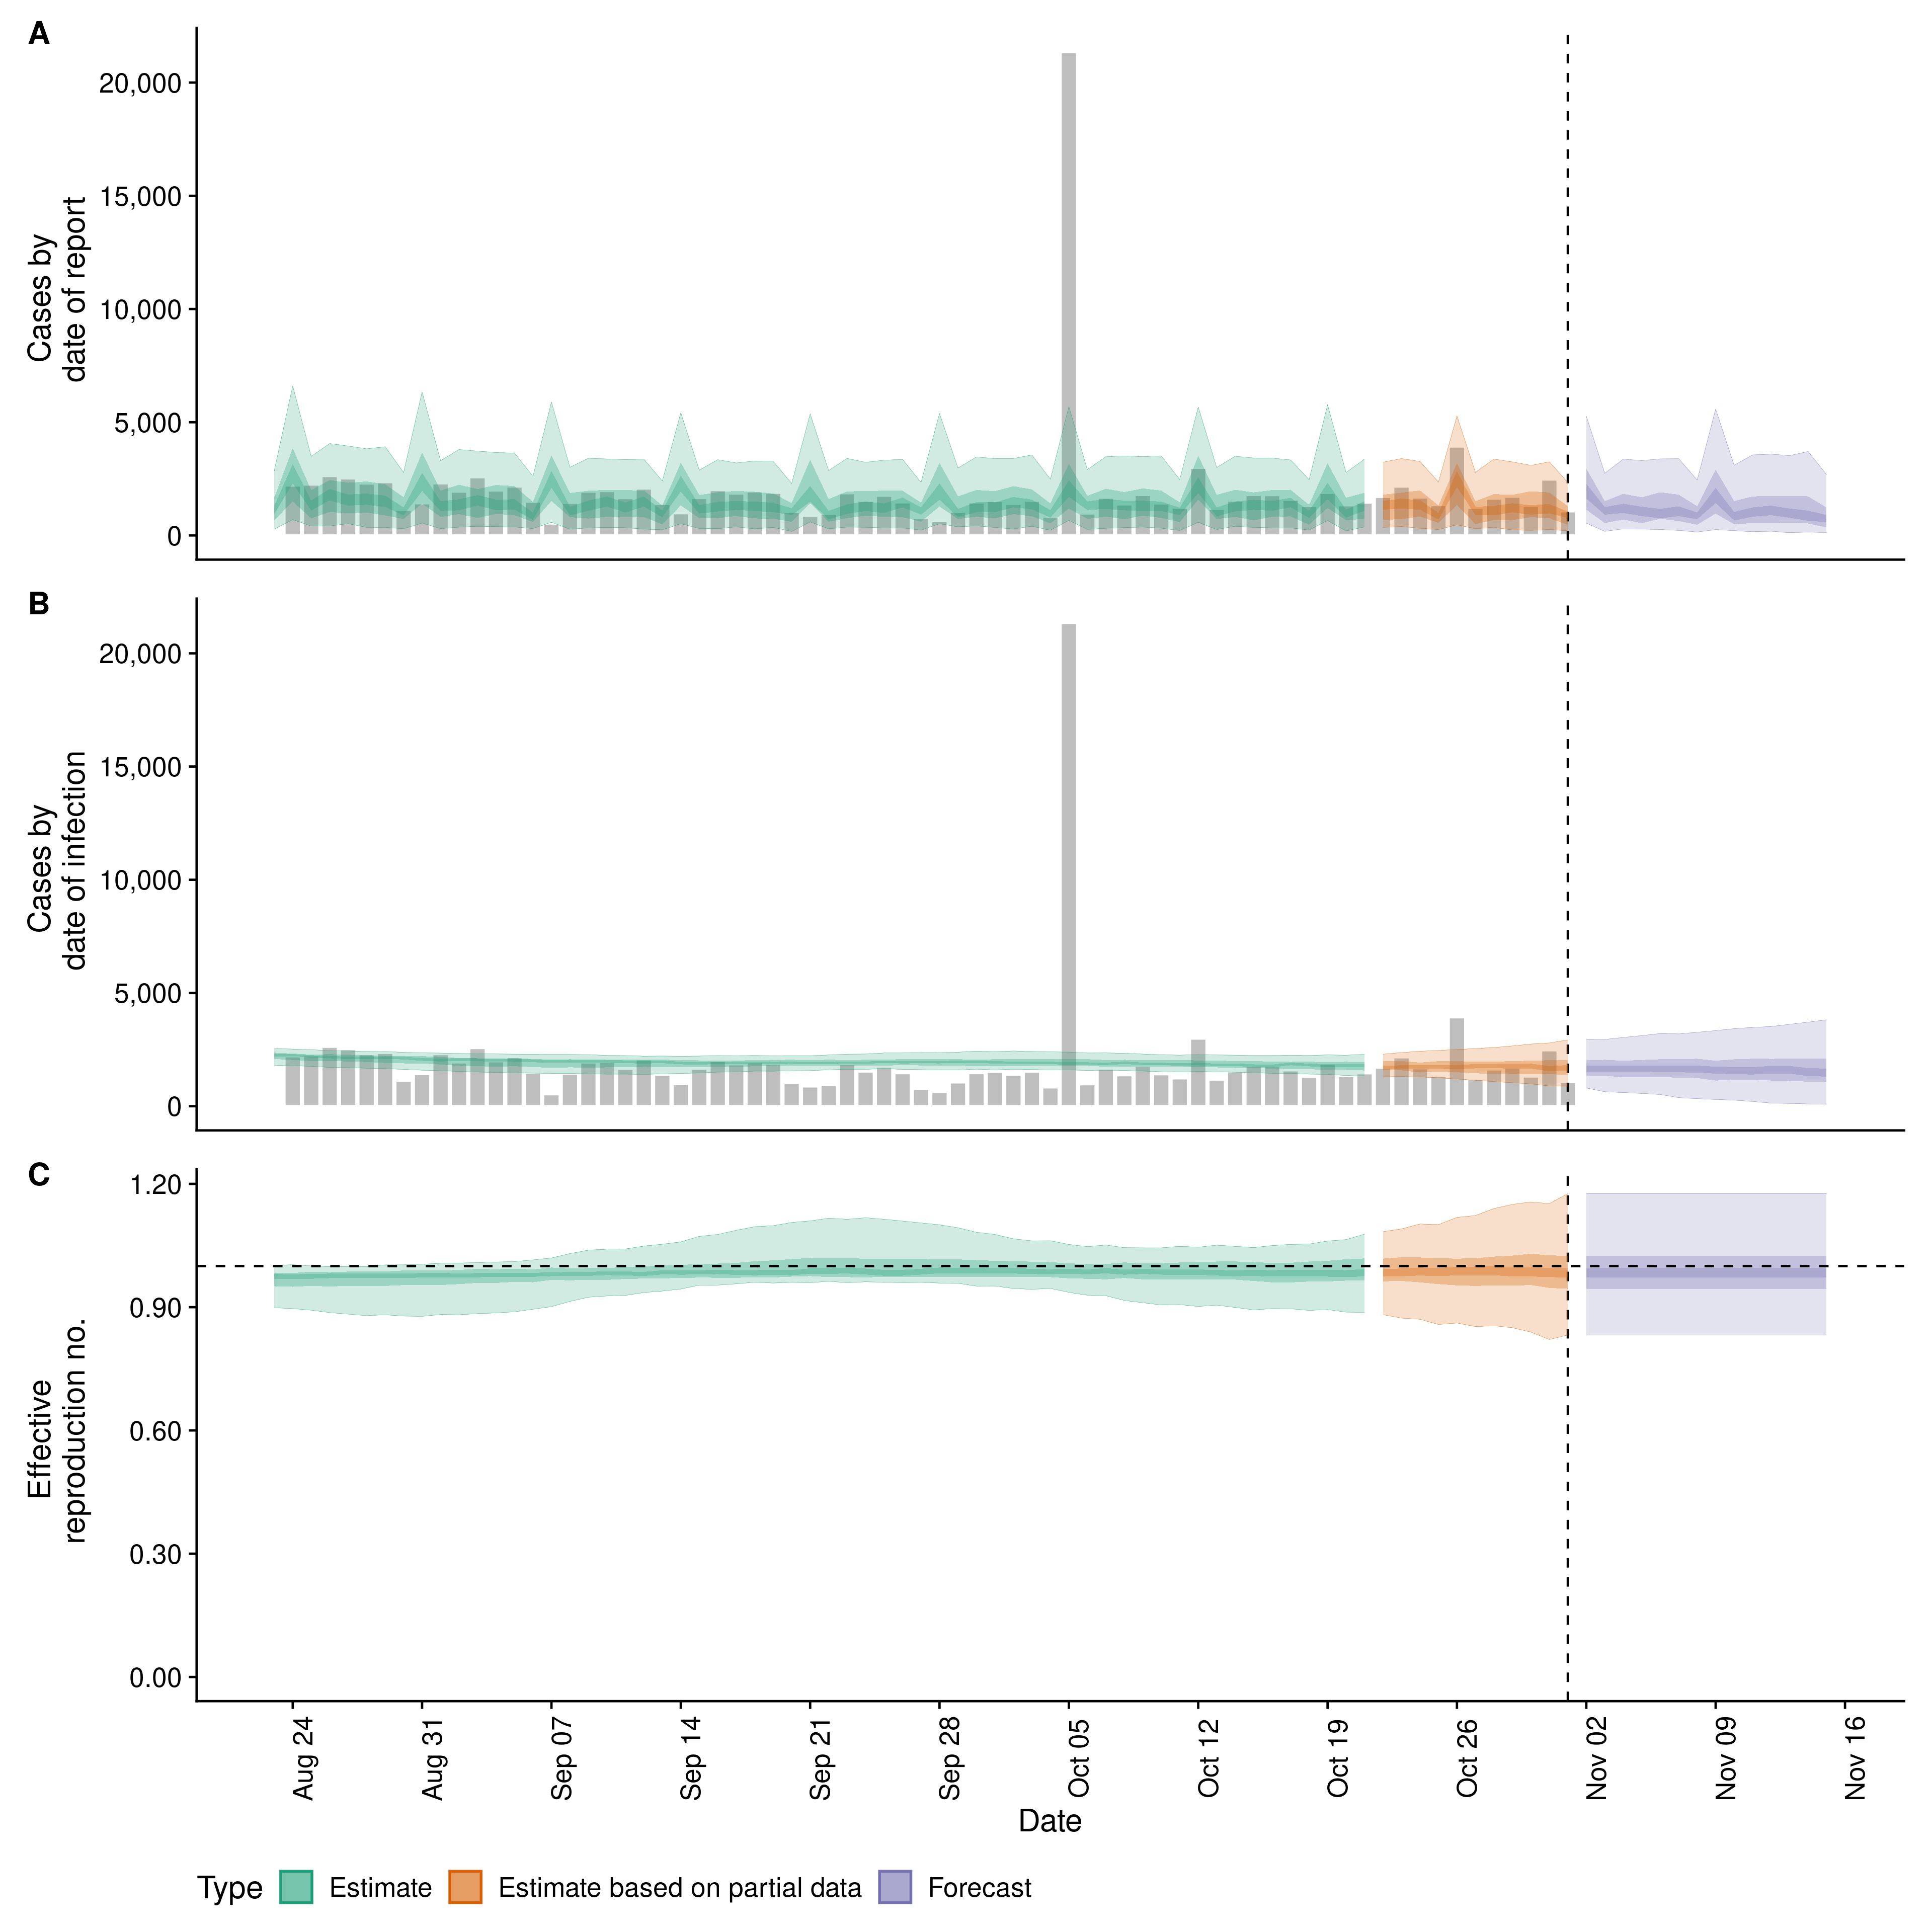 A
Cases by
date of report
20,000
15,000
10,000
5,000
0
B
Cases by
date of infection
20,000
15,000
10,000
5,000
0
C
Effective
reproduction no.
1.20
0.90
0.60
0.30
0.00
Aug 24
Aug 31
Sep 07
Sep 14
Sep 21
Sep 28
Oct 05
Oct 12
Oct 19
Oct 26
Nov 02
Nov 09
Nov 16
Date
Type Estimate Estimate based on partial data Forecast